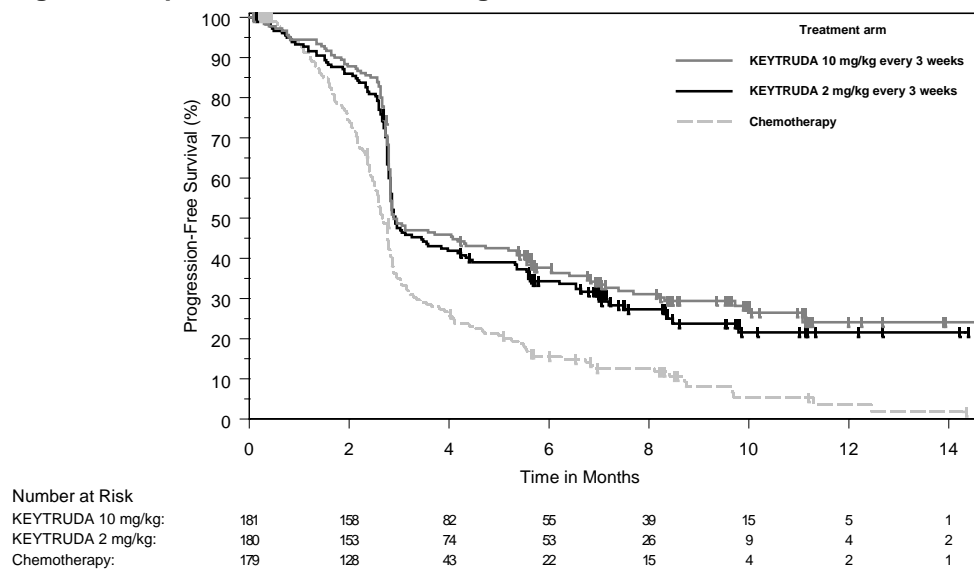 100
90
80
70
60
50
40
30
20
10
0
Progression-Free Survival (%)
Treatment arm
KEYTRUDA 10 mg/kg every 3 weeks
KEYTRUDA 2 mg/kg every 3 weeks
Chemotherapy
0 2 4 6 8 10 12 14
Time in Months
Number at Risk
KEYTRUDA 10 mg/kg: 181 158 82 55 39 15 5 1
KEYTRUDA 2 mg/kg: 180 153 74 53 26 9 4 2
Chemotherapy: 179 128 43 22 15 4 2 1